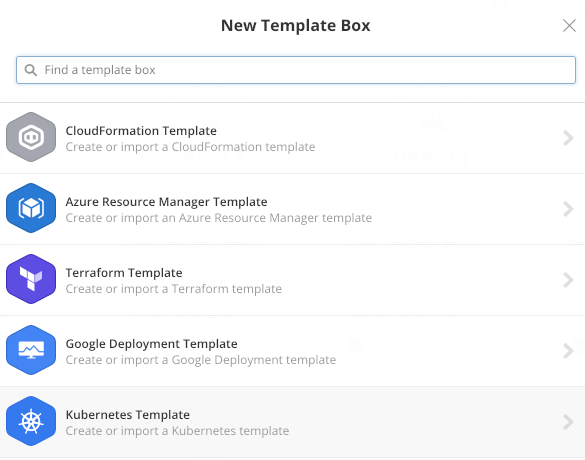 New Template Box
Find a template box
CloudFormation Template
Create or import a CloudFormation template
Azure Resource Manager Template
Create or import an Azure Resource Manager template
Terraform Template
Create or import a Terraform template
Google Deployment Template
Create or import a Google Deployment template
Kubernetes Template
Create or import a Kubernetes template